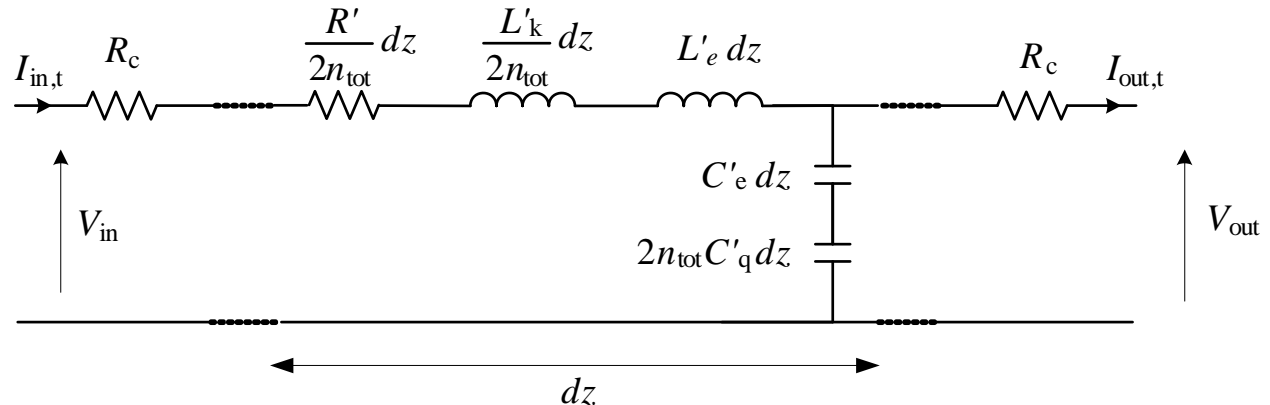 I_in,t
R_c
R'/2n_tot dz
L'_k/2n_tot dz
L'_e dz
R_c
I_out,t
V_in
C'_e dz
2n_tot C'_q dz
V_out
dz